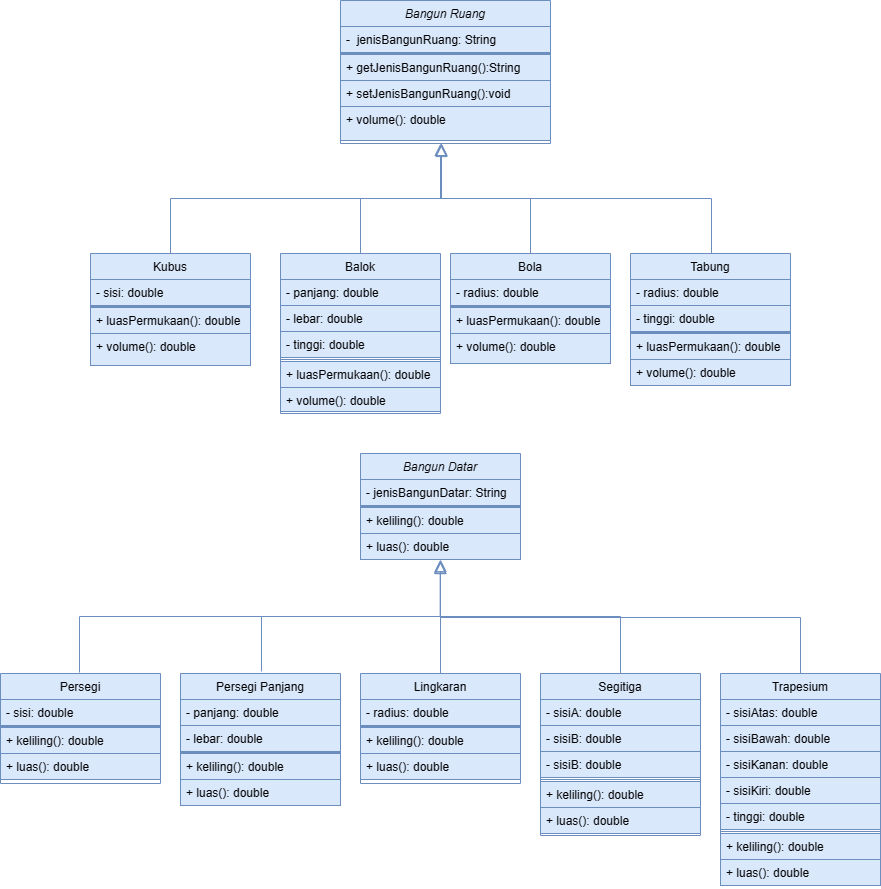 Bangun Ruang
- jenisBangunRuang: String
+ getJenisBangunRuang():String
+ setJenisBangunRuang():void
+ volume(): double
Kubus
- sisi: double
+ luasPermukaan(): double
+ volume(): double
Balok
- panjang: double
- lebar: double
- tinggi: double
+ luasPermukaan(): double
+ volume(): double
Bola
- radius: double
+ luasPermukaan(): double
+ volume(): double
Tabung
- radius: double
- tinggi: double
+ luasPermukaan(): double
+ volume(): double
Bangun Datar
- jenisBangunDatar: String
+ keliling(): double
+ luas(): double
Persegi
- sisi: double
+ keliling(): double
+ luas(): double
Persegi Panjang
- panjang: double
- lebar: double
+ keliling(): double
+ luas(): double
Lingkaran
- radius: double
+ keliling(): double
+ luas(): double
Segitiga
- sisiA: double
- sisiB: double
- sisiB: double
+ keliling(): double
+ luas(): double
Trapesium
- sisiAtas: double
- sisiBawah: double
- sisiKanan: double
- sisiKiri: double
- tinggi: double
+ keliling(): double
+ luas(): double